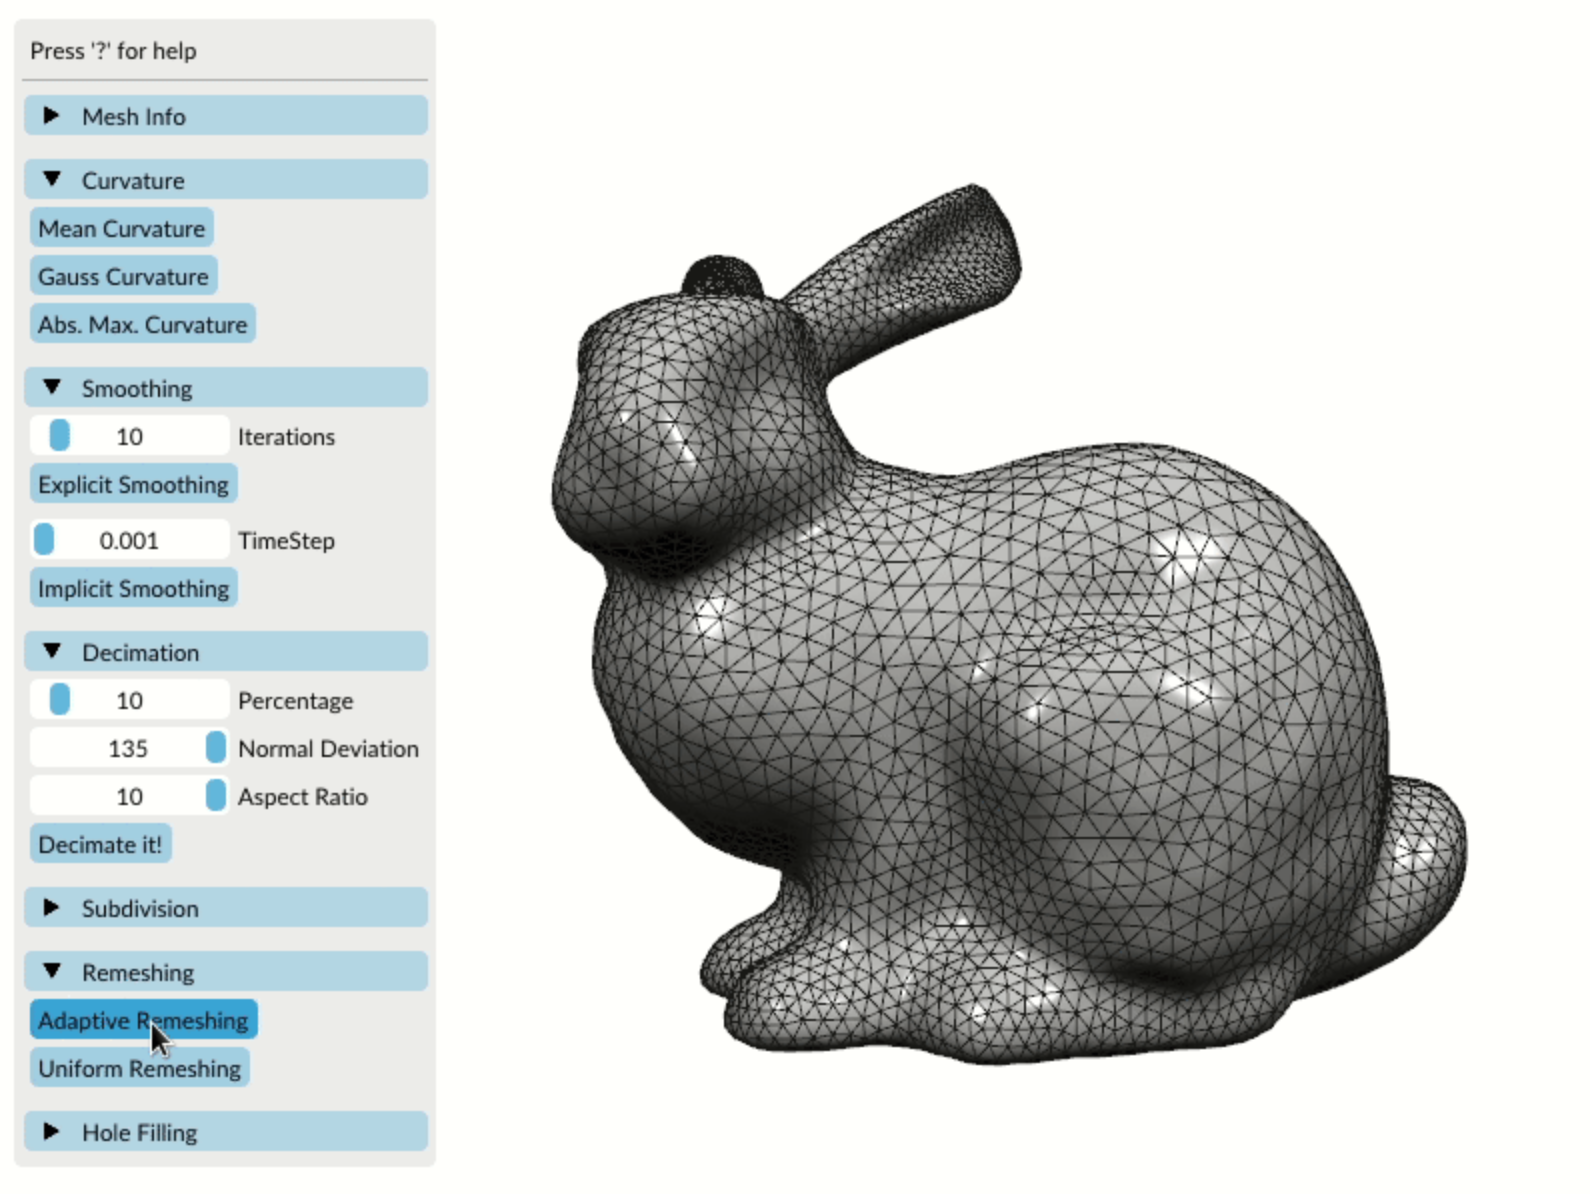 Press '?' for help
Mesh Info
Curvature
Mean Curvature
Gauss Curvature
Abs. Max. Curvature
Smoothing
10 Iterations
Explicit Smoothing
0.001 TimeStep
Implicit Smoothing
Decimation
10 Percentage
135 Normal Deviation
10 Aspect Ratio
Decimate it!
Subdivision
Remeshing
Adaptive Remeshing
Uniform Remeshing
Hole Filling